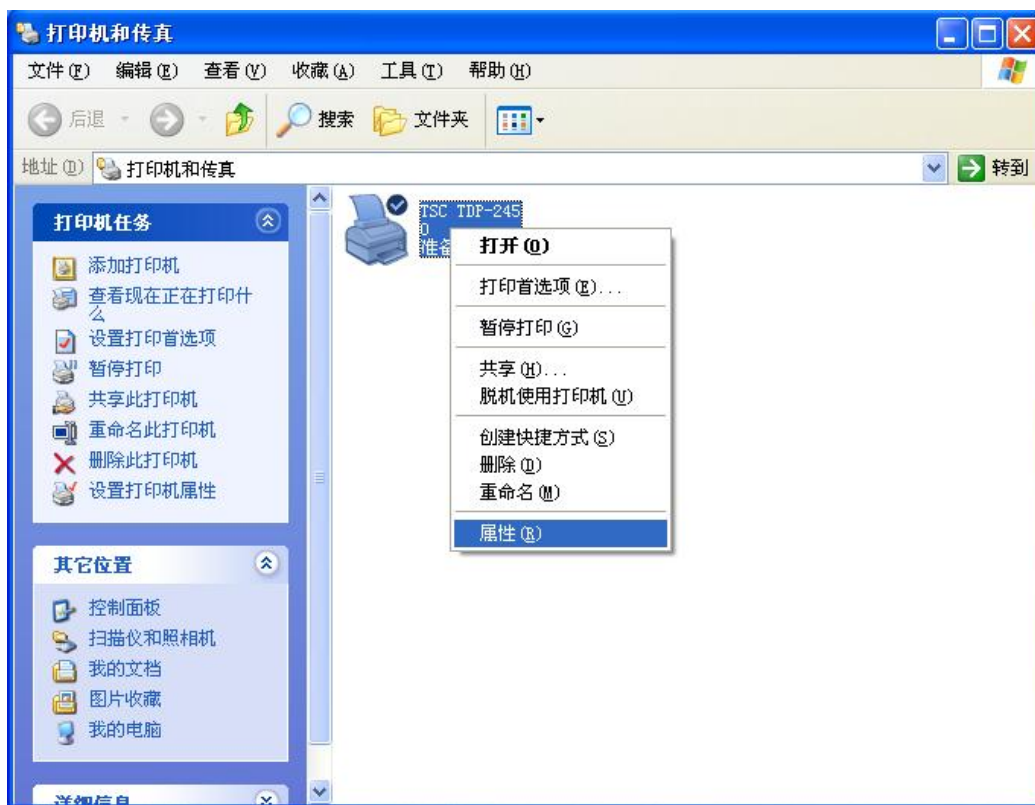 打印机和传真
文件(F) 编辑(E) 查看(V) 收藏(A) 工具(T) 帮助(H)
后退 搜索 文件夹
地址(D) 打印机和传真 转到
打印机任务
添加打印机
查看现在正在打印什
么
设置打印首选项
暂停打印
共享此打印机
重命名此打印机
删除此打印机
设置打印机属性
其它位置
控制面板
扫描仪和照相机
我的文档
图片收藏
我的电脑
详细信息
TSC TDP-245
0
准备
打开(O)
打印首选项(E)...
暂停打印(G)
共享(H)...
脱机使用打印机(U)
创建快捷方式(S)
删除(D)
重命名(M)
属性(R)